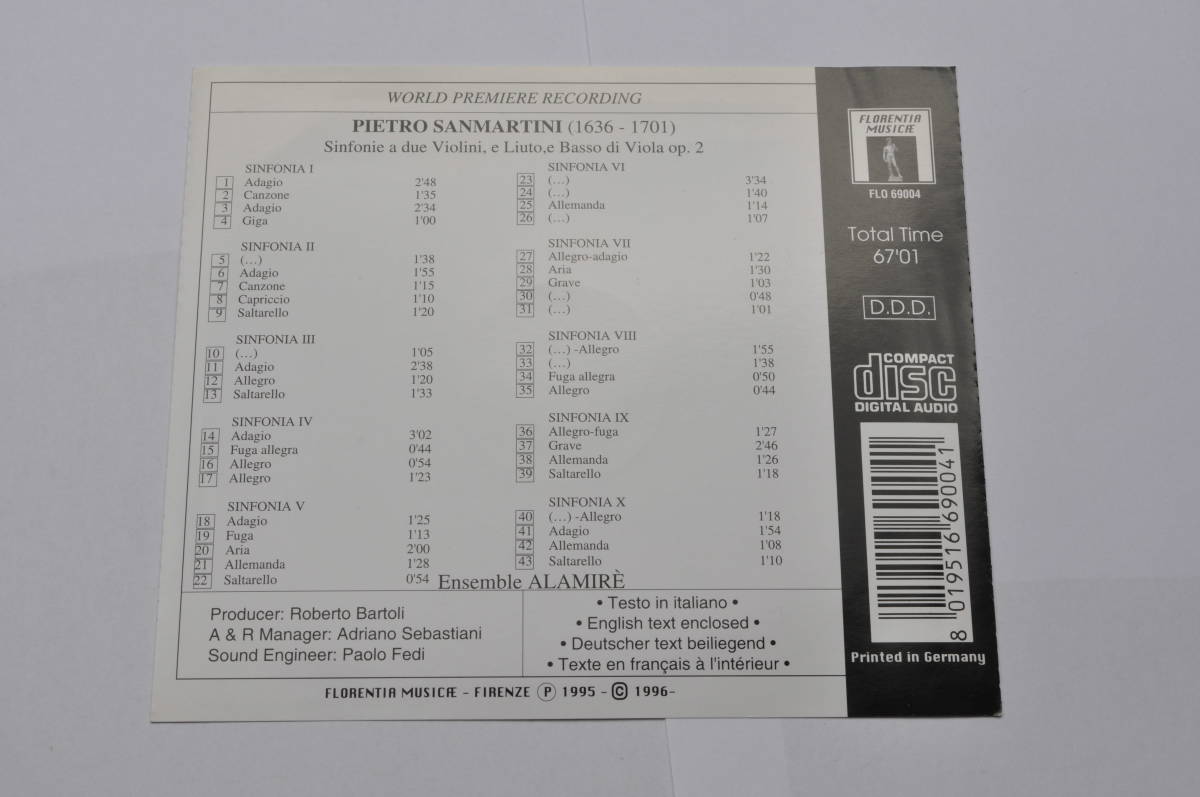 WORLD PREMIERE RECORDING
PIETRO SANMARTINI (1636 - 1701)
Sinfonie a due Violini, e Liuto,e Basso di Viola op. 2
SINFONIA I
1 Adagio 2'48
2 Canzone 1'35
3 Adagio 2'34
4 Giga 1'00
SINFONIA II
5 (...) 1'38
6 Adagio 1'55
7 Canzone 1'15
8 Capriccio 1'10
9 Saltarello 1'20
SINFONIA III
10 (...) 1'05
11 Adagio 2'38
12 Allegro 1'20
13 Saltarello 1'33
SINFONIA IV
14 Adagio 3'02
15 Fuga allegra 0'44
16 Allegro 0'54
17 Allegro 1'23
SINFONIA V
18 Adagio 1'25
19 Fuga 1'13
20 Aria 2'00
21 Allemanda 1'28
22 Saltarello 0'54
SINFONIA VI
23 (...) 3'34
24 (...) 1'40
25 Allemanda 1'14
26 (...) 1'07
SINFONIA VII
27 Allegro-adagio 1'22
28 Aria 1'30
29 Grave 1'03
30 (...) 0'48
31 (...) 1'01
SINFONIA VIII
32 (...) -Allegro 1'55
33 (...) 1'38
34 Fuga allegra 0'50
35 Allegro 0'44
SINFONIA IX
36 Allegro-fuga 1'27
37 Grave 2'46
38 Allemanda 1'26
39 Saltarello 1'18
SINFONIA X
40 (...) -Allegro 1'18
41 Adagio 1'54
42 Allemanda 1'08
43 Saltarello 1'10
Ensemble ALAMIRÈ
Producer: Roberto Bartoli
A & R Manager: Adriano Sebastiani
Sound Engineer: Paolo Fedi
• Testo in italiano •
• English text enclosed •
• Deutscher text beiliegend •
• Texte en français à l'intérieur •
FLORENTIA MUSICÆ - FIRENZE Ⓟ 1995 - © 1996-
FLORENTIA
MUSICÆ
FLO 69004
Total Time
67'01
D.D.D.
COMPACT
disc
DIGITAL AUDIO
8 019516 690041
Printed in Germany